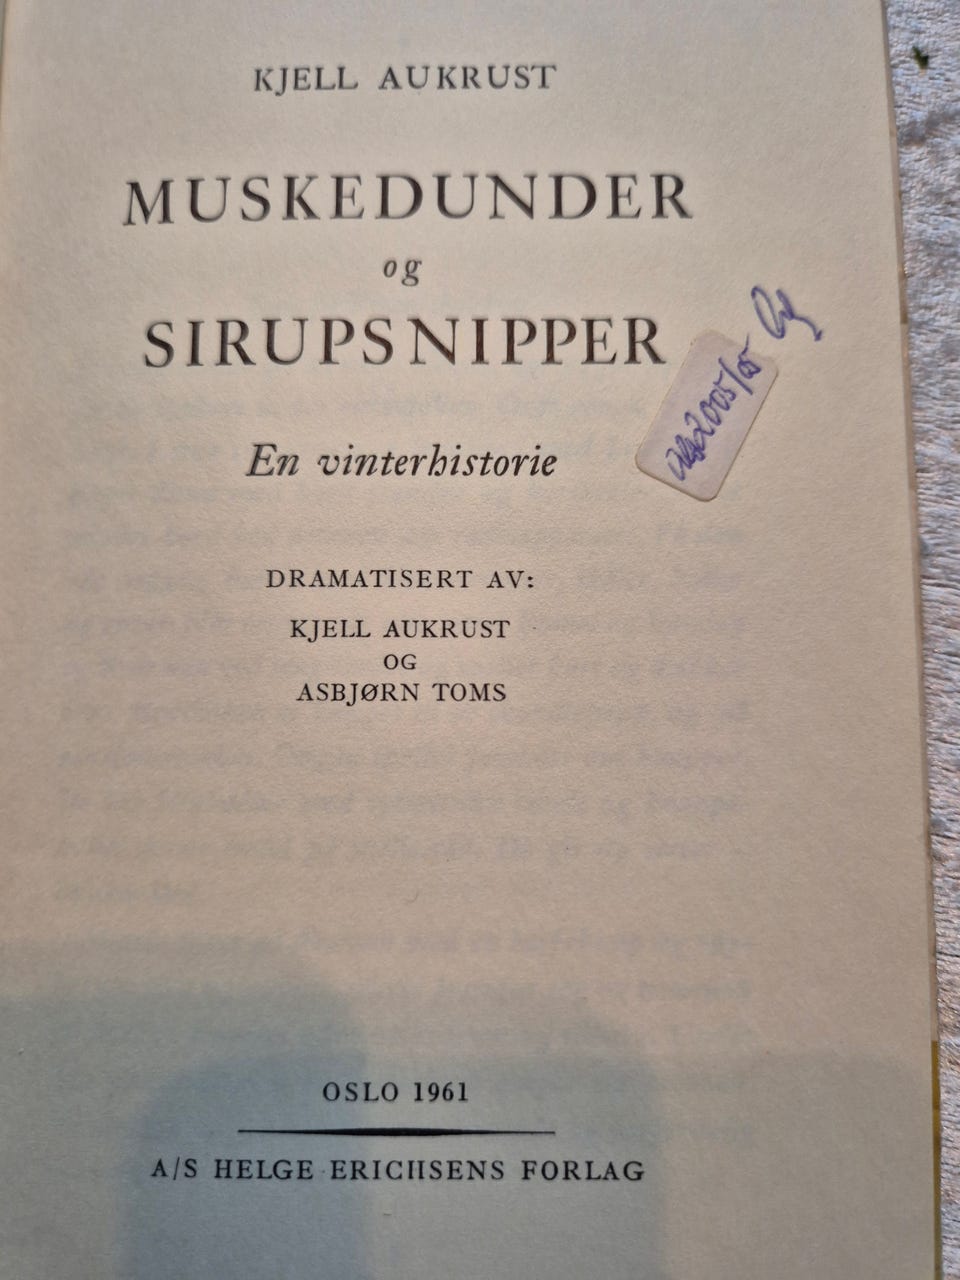 KJELL AUKRUST
MUSKEDUNDER
og
SIRUPSNIPPER
En vinterhistorie
DRAMATISERT AV:
KJELL AUKRUST
OG
ASBJØRN TOMS
OSLO 1961
A/S HELGE ERICHSENS FORLAG